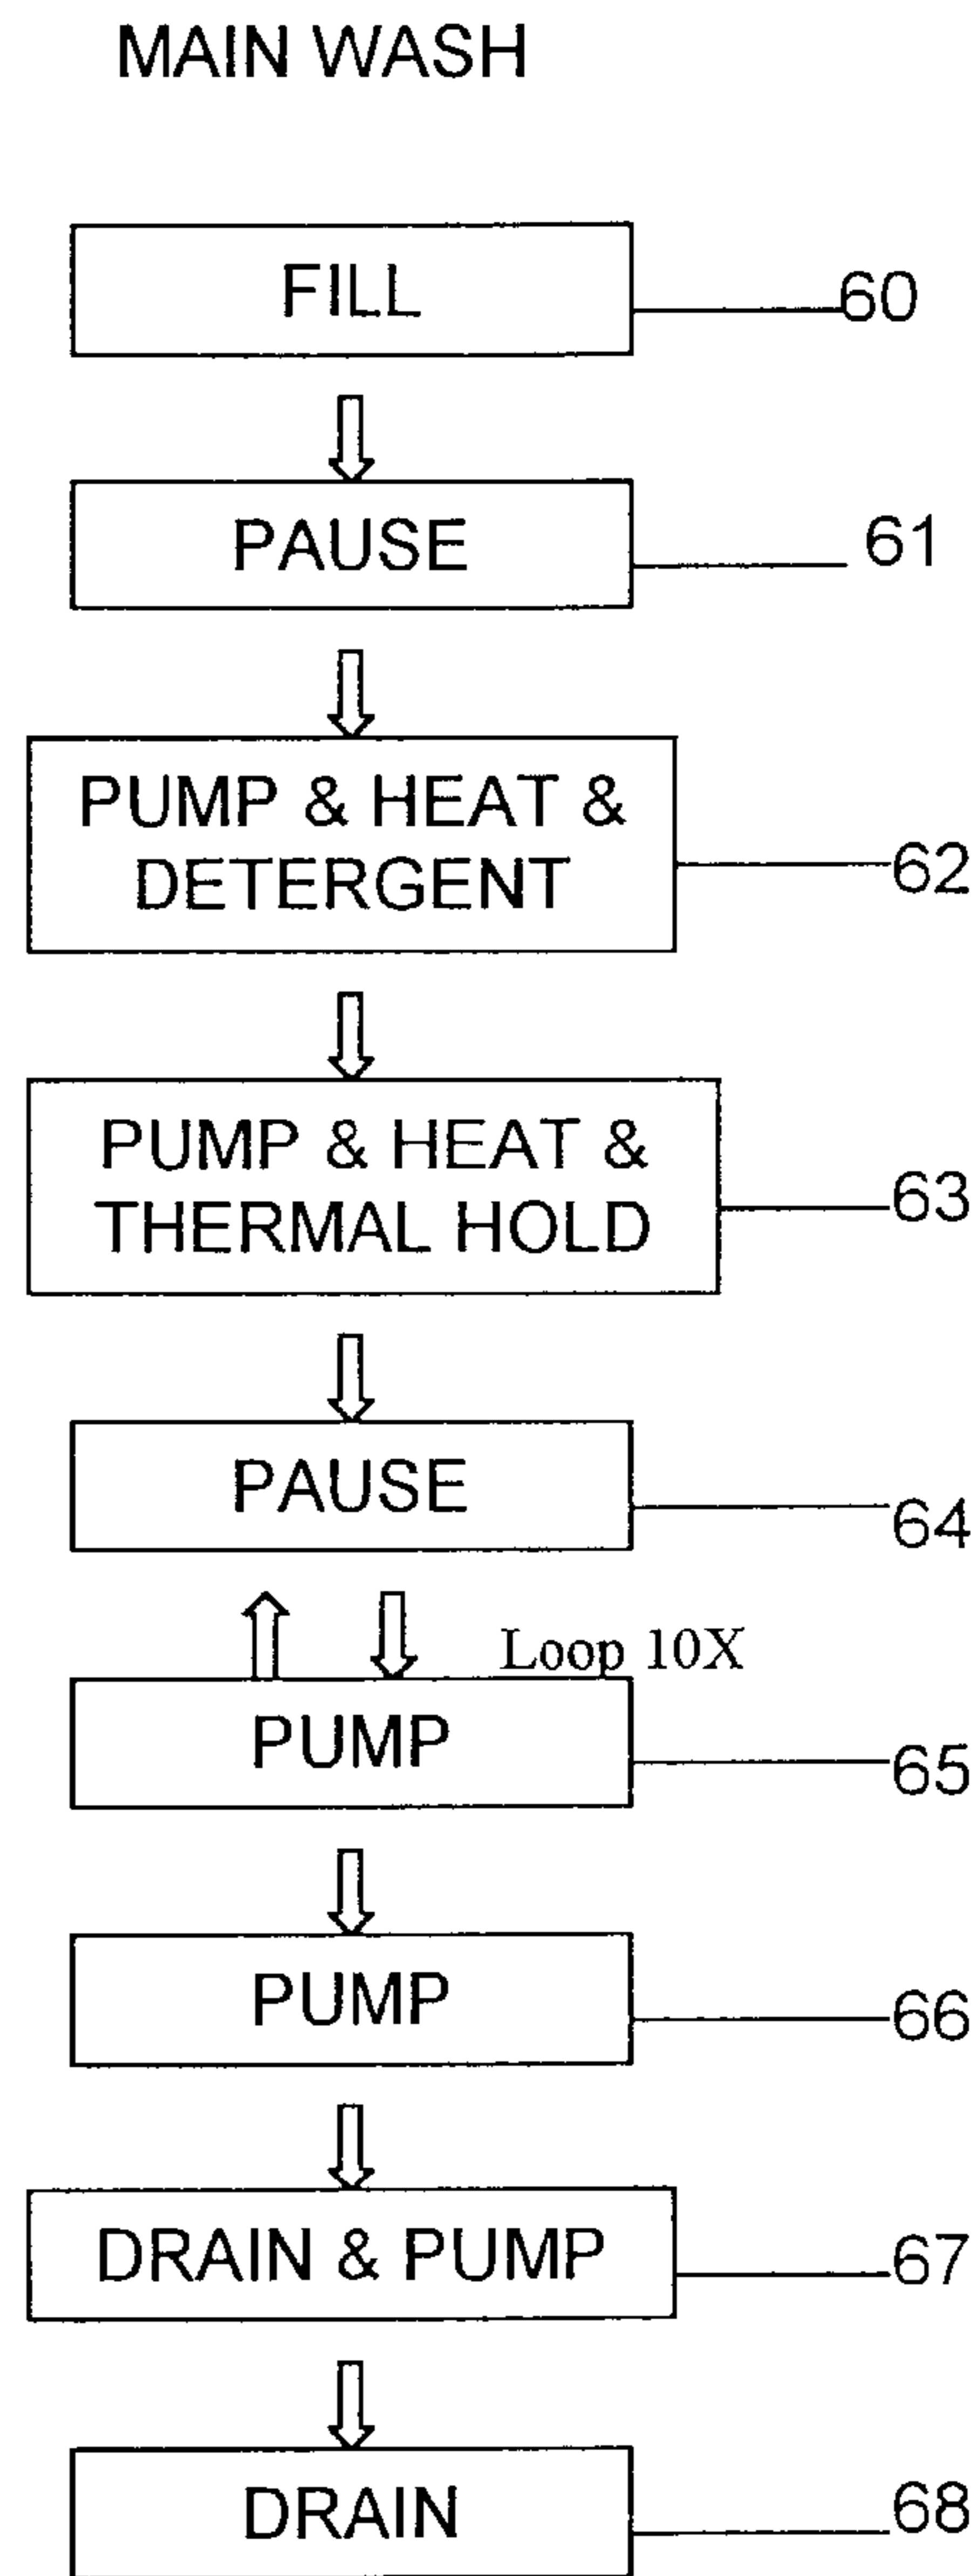 MAIN WASH
FILL
60
PAUSE
61
PUMP & HEAT &
DETERGENT
62
PUMP & HEAT &
THERMAL HOLD
63
PAUSE
64
Loop 10X
PUMP
65
PUMP
66
DRAIN & PUMP
67
DRAIN
68